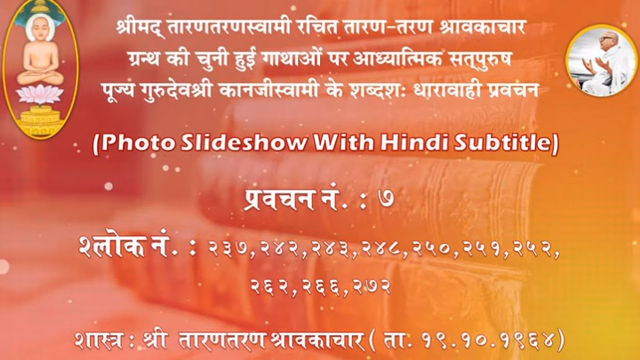 श्रीमद् तारणतरणस्वामी रचित तारण-तरण श्रावकाचार
ग्रन्थ की चुनी हुई गाथाओं पर आध्यात्मिक सत्पुरुष
पूज्य गुरुदेवश्री कानजीस्वामी के शब्दशः धारावाही प्रवचन
(Photo Slideshow With Hindi Subtitle)
प्रवचन नं. : ७
श्लोक नं. : २३७,२४२,२४३,२४८,२५०,२५१,२५२,
२६२,२६६,२७२
शास्त्र : श्री तारणतरण श्रावकाचार ( ता. १९.१०.१९६४)